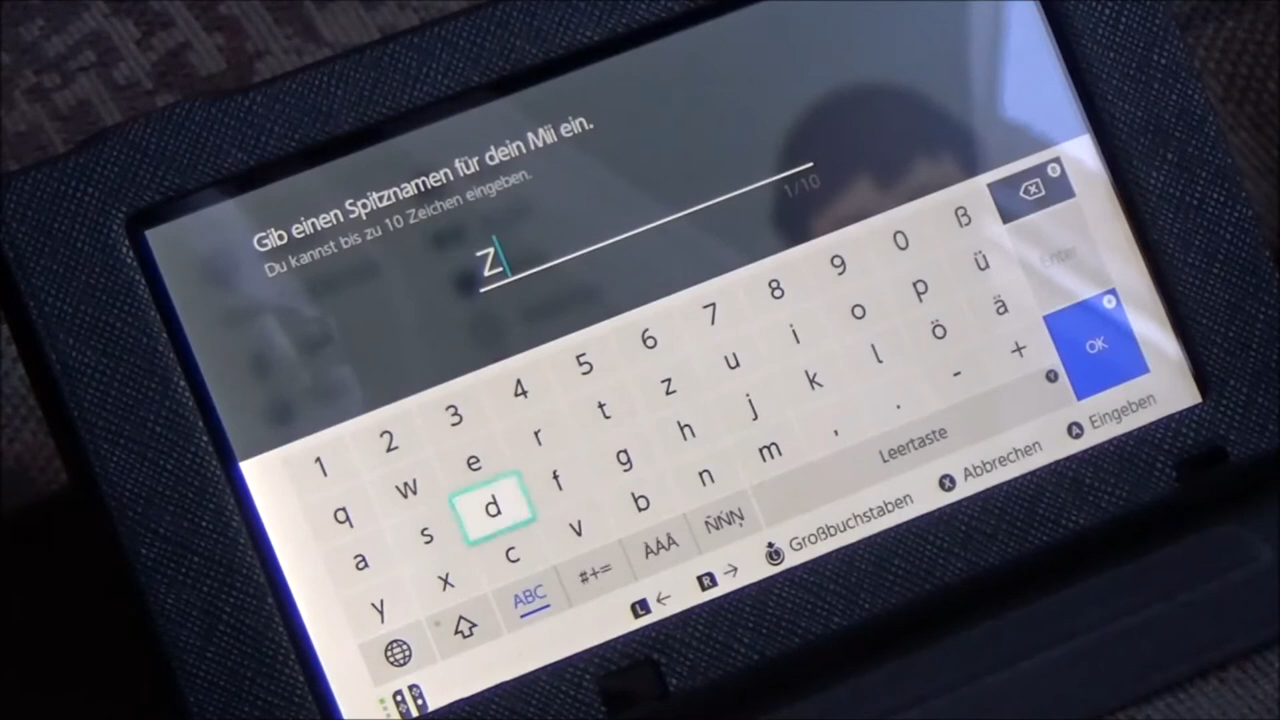 Gib einen Spitznamen für dein Mii ein.
Du kannst bis zu 10 Zeichen eingeben.
Z
1/10
1 2 3 4 5 6 7 8 9 0 ß
q w e r t z u i o p ü Enter
a s d f g h j k l ö ä OK
y x c v b n m , . - +
ABC #+= ÀÁÂ ÑŃŅ Leertaste Y
L ← R → L Großbuchstaben X Abbrechen A Eingeben